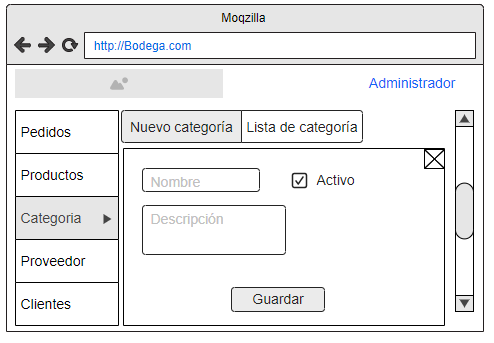 Moqzilla
http://Bodega.com
Administrador
Pedidos
Productos
Categoria
Proveedor
Clientes
Nuevo categoría
Lista de categoría
Nombre
Activo
Descripción
Guardar